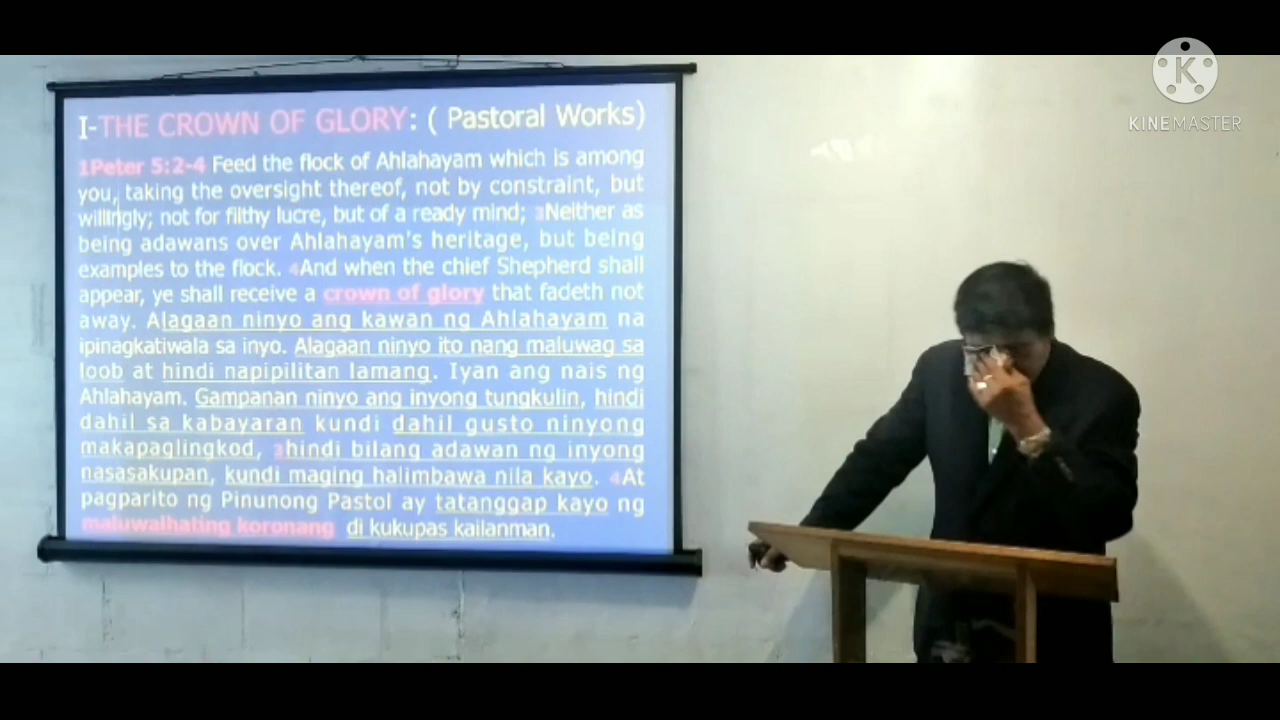 I-THE CROWN OF GLORY: ( Pastoral Works)
1Peter 5:2-4 Feed the flock of Ahlahayam which is among
you, taking the oversight thereof, not by constraint, but
willingly; not for filthy lucre, but of a ready mind; 3Neither as
being adawans over Ahlahayam's heritage, but being
examples to the flock. 4And when the chief Shepherd shall
appear, ye shall receive a crown of glory that fadeth not
away. Alagaan ninyo ang kawan ng Ahlahayam na
ipinagkatiwala sa inyo. Alagaan ninyo ito nang maluwag sa
loob at hindi napipilitan lamang. Iyan ang nais ng
Ahlahayam. Gampanan ninyo ang inyong tungkulin, hindi
dahil sa kabayaran kundi dahil gusto ninyong
makapaglingkod, 3hindi bilang adawan ng inyong
nasasakupan, kundi maging halimbawa nila kayo. 4At
pagparito ng Pinunong Pastol ay tatanggap kayo ng
maluwalhating koronang di kukupas kailanman.
K
KINEMASTER